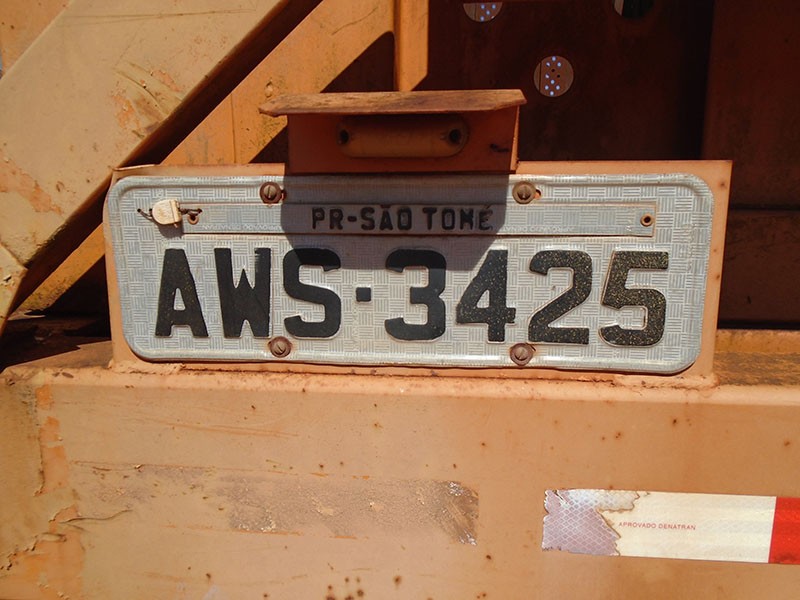 PR-SÃO TOMÉ
AWS·3425
APROVADO DENATRAN